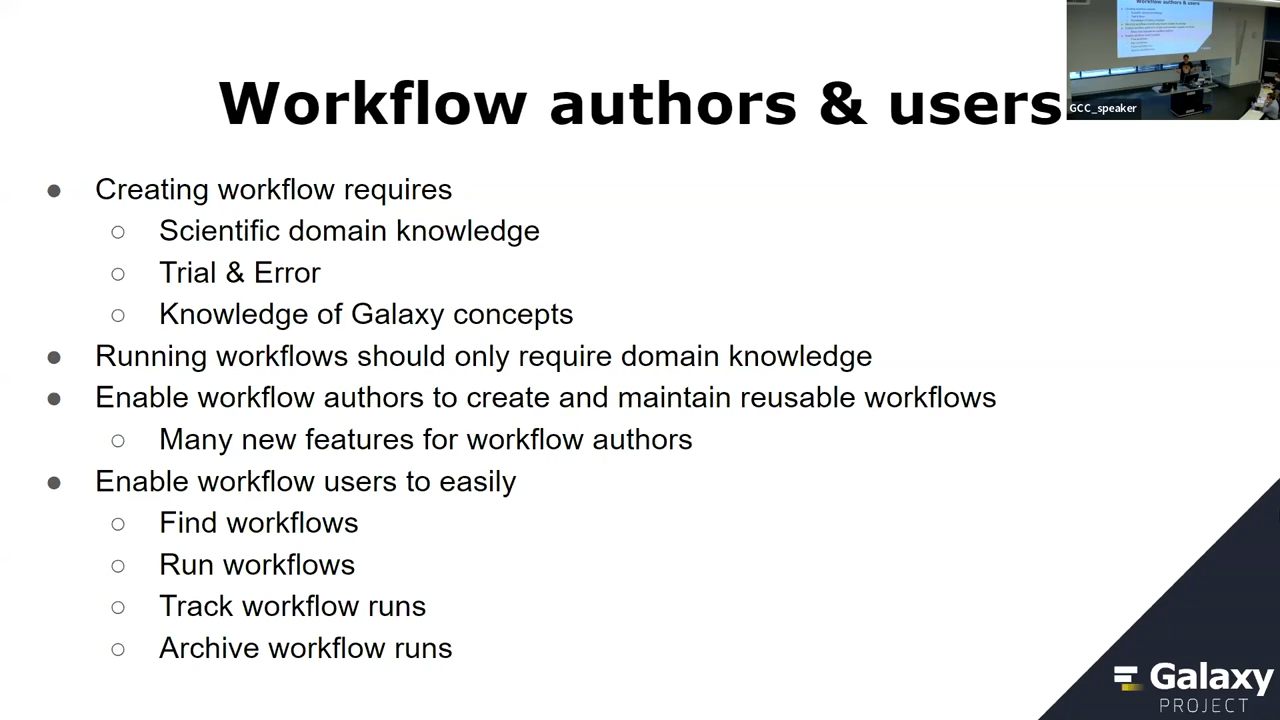 Workflow authors & users
GCC_speaker
● Creating workflow requires
○ Scientific domain knowledge
○ Trial & Error
○ Knowledge of Galaxy concepts
● Running workflows should only require domain knowledge
● Enable workflow authors to create and maintain reusable workflows
○ Many new features for workflow authors
● Enable workflow users to easily
○ Find workflows
○ Run workflows
○ Track workflow runs
○ Archive workflow runs
Galaxy
PROJECT